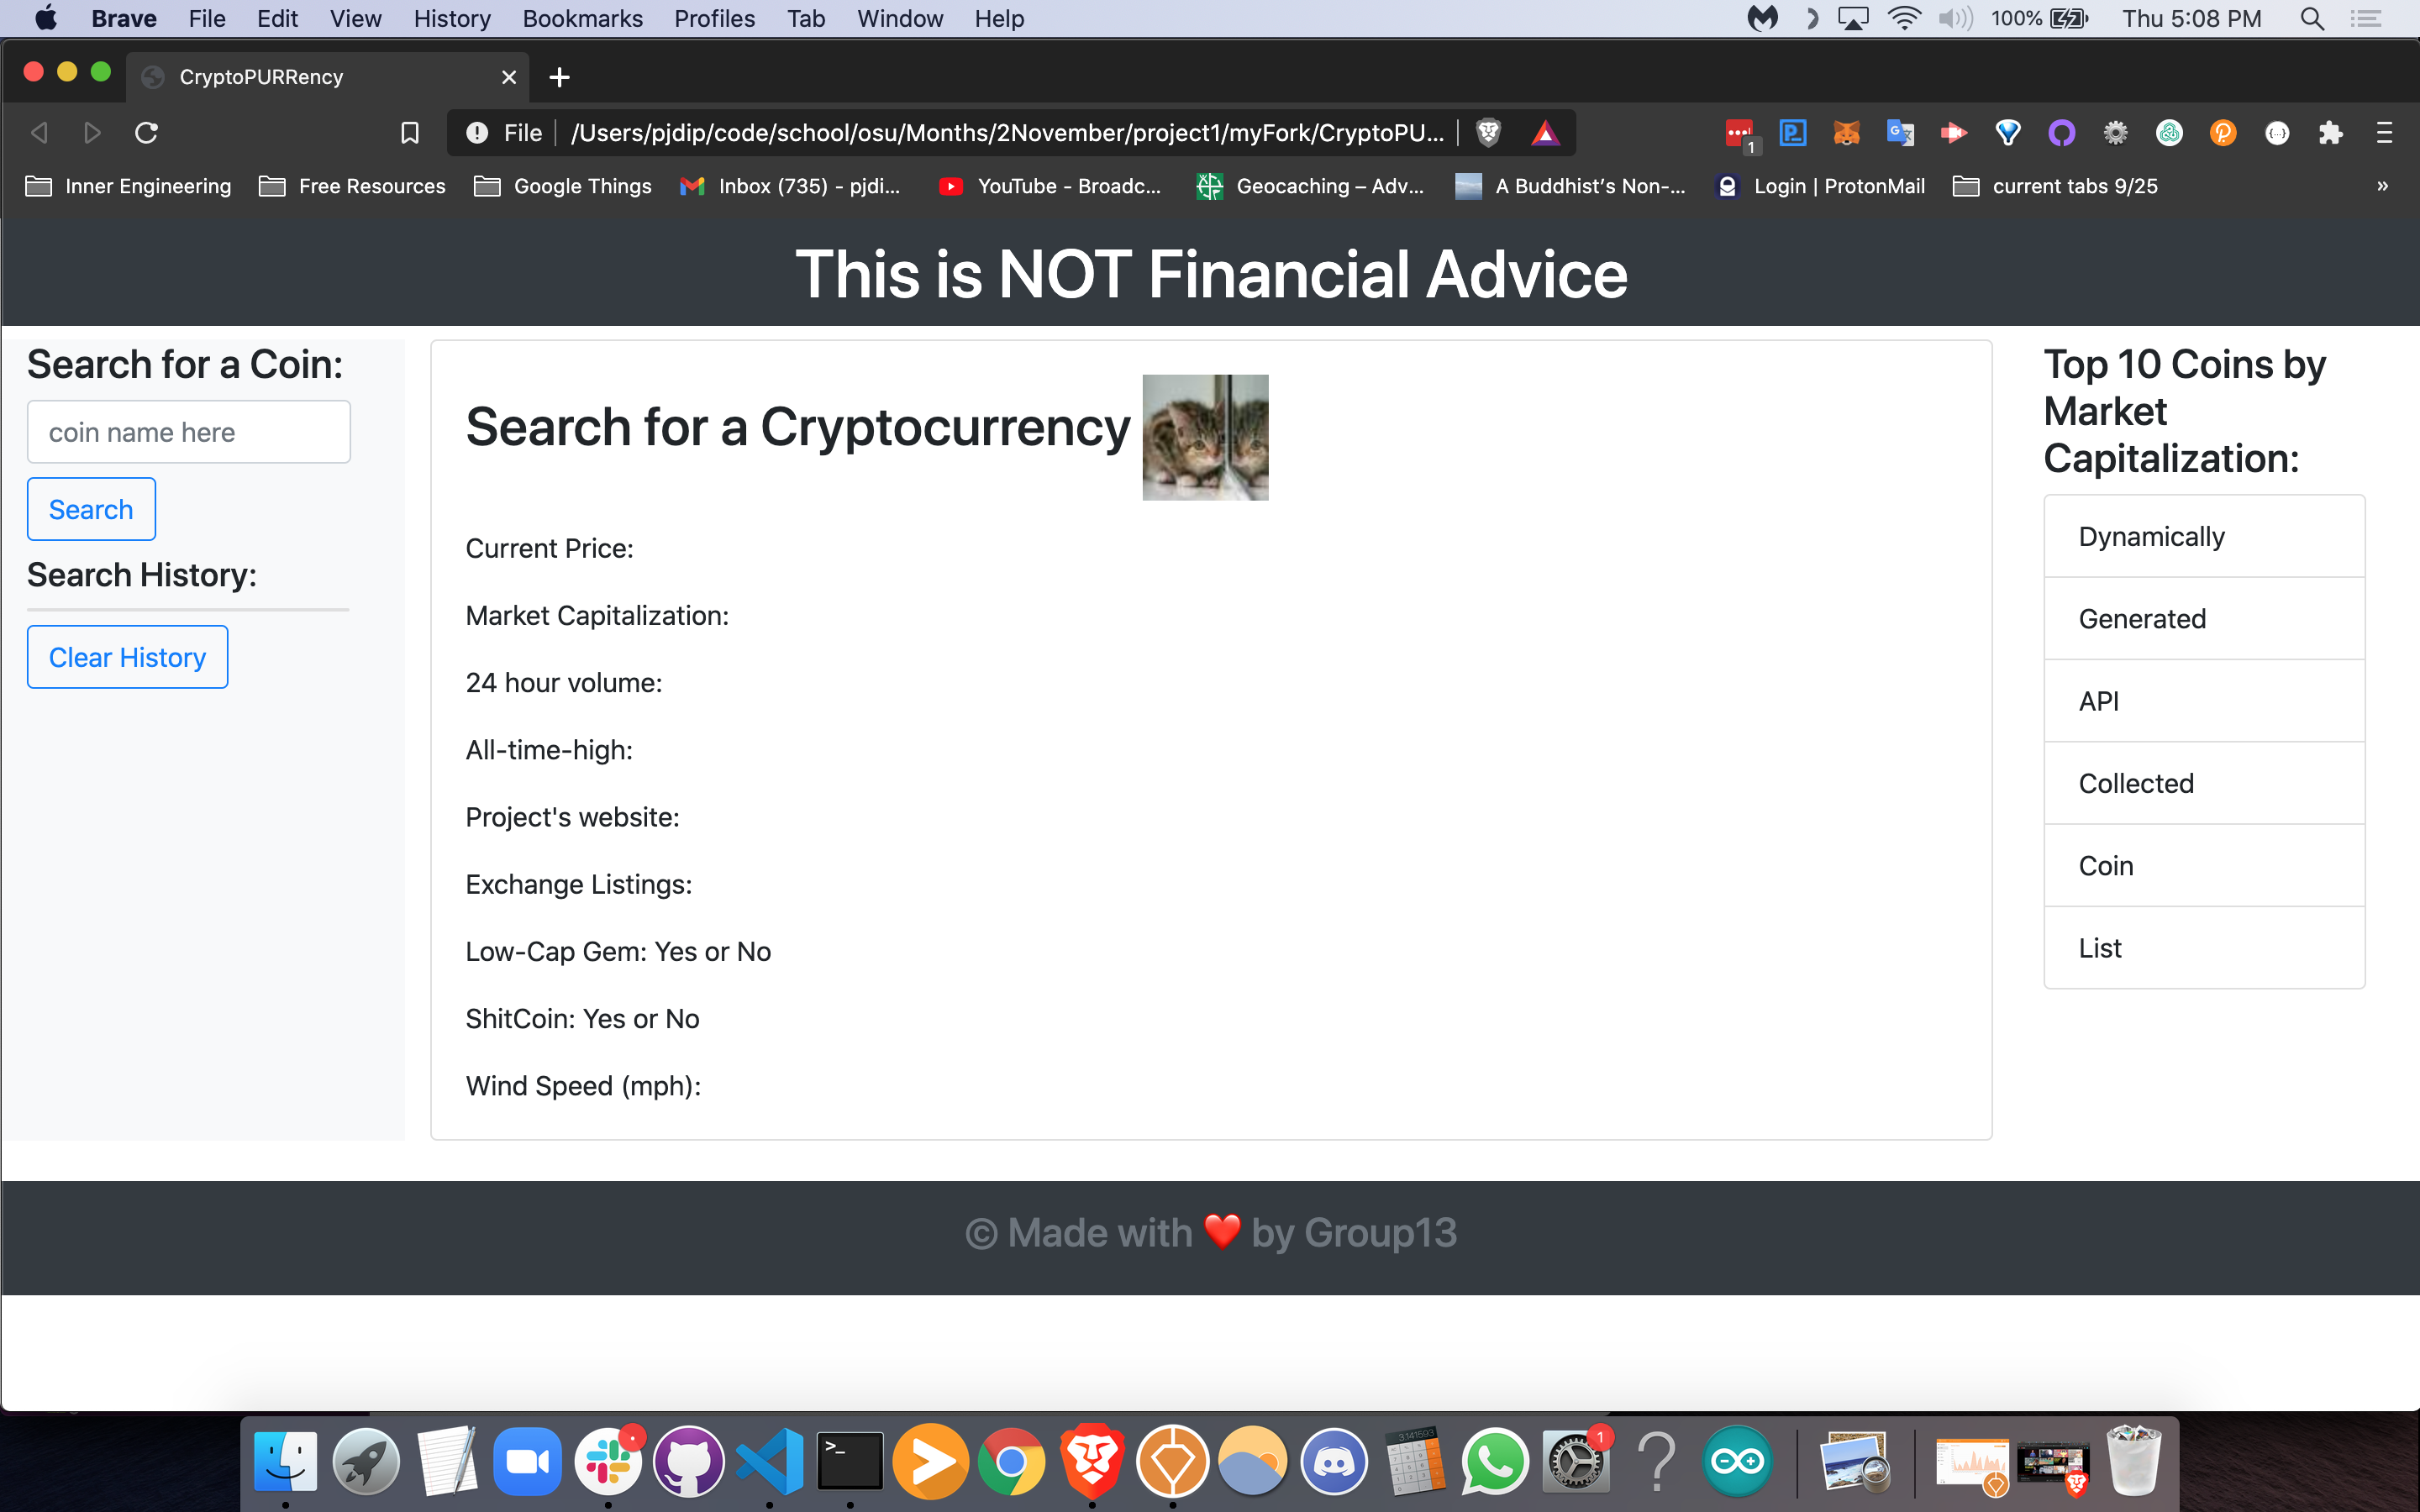 Brave File Edit View History Bookmarks Profiles Tab Window Help 100% Thu 5:08 PM
CryptoPURRency
File /Users/pjdip/code/school/osu/Months/2November/project1/myFork/CryptoPU... 1
Inner Engineering Free Resources Google Things Inbox (735) - pjdi... YouTube - Broadc... Geocaching – Adv... A Buddhist's Non-... Login | ProtonMail current tabs 9/25 »
This is NOT Financial Advice
Search for a Coin:
coin name here
Search
Search History:
Clear History
Search for a Cryptocurrency
Current Price:
Market Capitalization:
24 hour volume:
All-time-high:
Project's website:
Exchange Listings:
Low-Cap Gem: Yes or No
ShitCoin: Yes or No
Wind Speed (mph):
Top 10 Coins by
Market
Capitalization:
Dynamically
Generated
API
Collected
Coin
List
© Made with ❤️ by Group13
3.141593
1